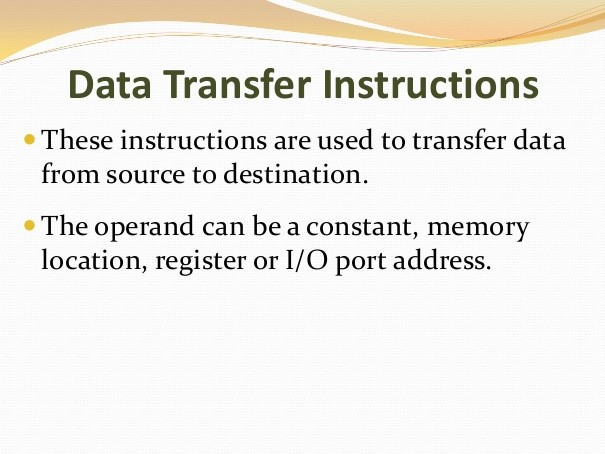 Data Transfer Instructions
These instructions are used to transfer data
from source to destination.
The operand can be a constant, memory
location, register or I/O port address.